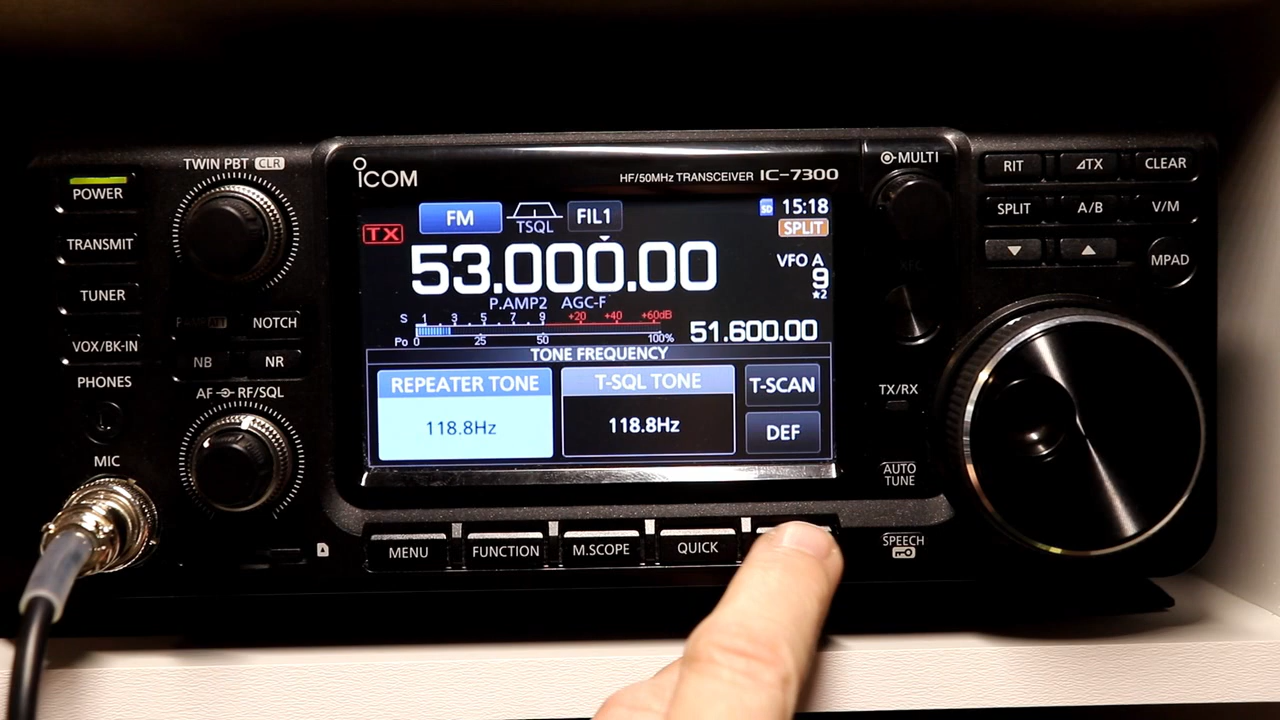 TWIN PBT CLR
POWER
TRANSMIT
TUNER
VOX/BK-IN
NOTCH
NB
NR
PHONES
AF RF/SQL
MIC
ICOM
HF/50MHz TRANSCEIVER IC-7300
FM
TSQL
FIL1
SD
15:18
SPLIT
TX
53.000.00
VFO A
9
★2
P.AMP2 AGC-F
S 1 3 5 7 9 +20 +40 +60dB
Po 0 25 50 100%
51.600.00
TONE FREQUENCY
REPEATER TONE
118.8Hz
T-SQL TONE
118.8Hz
T-SCAN
DEF
MENU
FUNCTION
M.SCOPE
QUICK
MULTI
RIT
ΔTX
CLEAR
SPLIT
A/B
V/M
MPAD
TX/RX
AUTO
TUNE
SPEECH